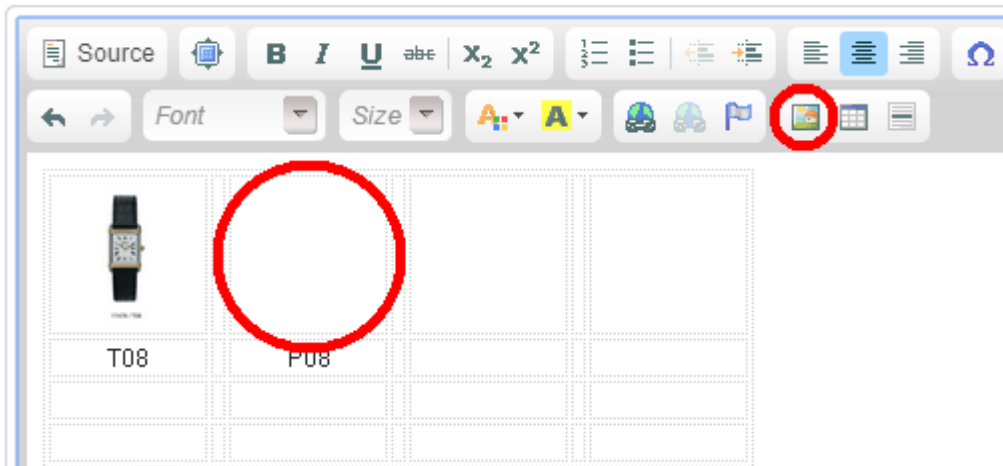 Source B I U abc X₂ X² Ω
Font Size A A
T08 P08